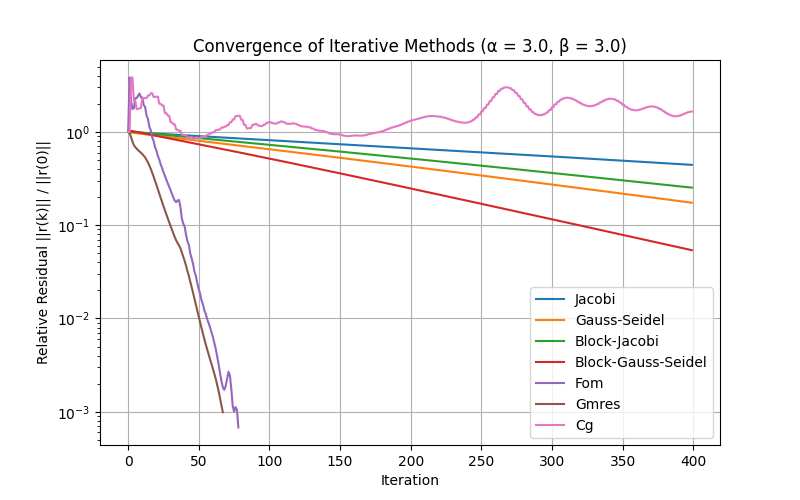 Convergence of Iterative Methods (α = 3.0, β = 3.0)
Relative Residual ||r(k)|| / ||r(0)||
10⁰
10⁻¹
10⁻²
10⁻³
Jacobi
Gauss-Seidel
Block-Jacobi
Block-Gauss-Seidel
Fom
Gmres
Cg
0 50 100 150 200 250 300 350 400
Iteration